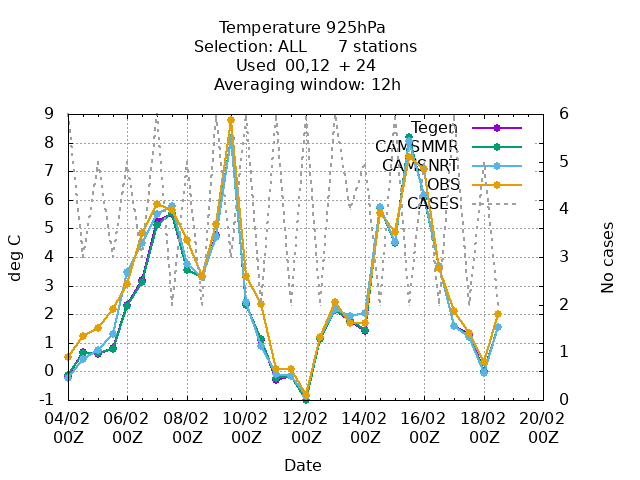 Temperature 925hPa
Selection: ALL 7 stations
Used 00,12 + 24
Averaging window: 12h
deg C
9
8
7
6
5
4
3
2
1
0
-1
6
5
4
3
2
1
0
No cases
Tegen
CAMSMMR
CAMSNRT
OBS
CASES
04/02 06/02 08/02 10/02 12/02 14/02 16/02 18/02 20/02
00Z 00Z 00Z 00Z 00Z 00Z 00Z 00Z 00Z
Date